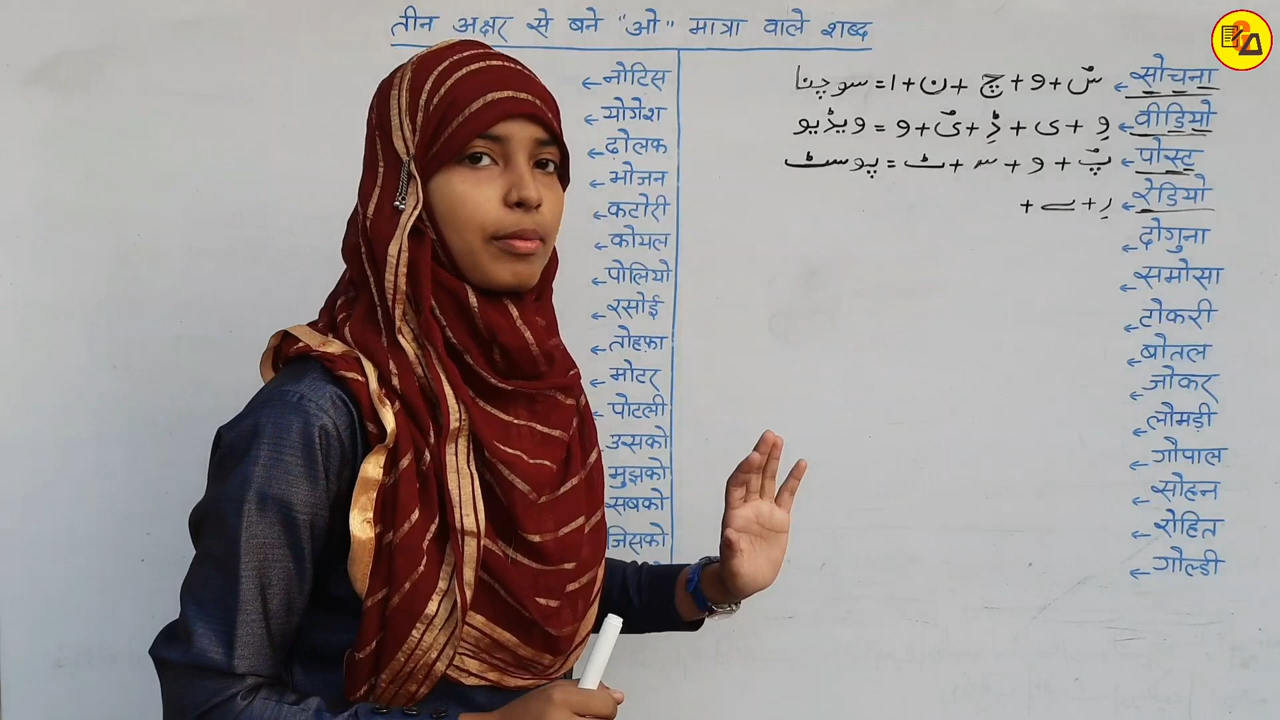 तीन अक्षर से बने "ओ" मात्रा वाले शब्द
← नोटिस
← योगेश
← ढ़ोलक
← भोजन
← कटोरी
← कोयल
← पोलियो
← रसोई
← तोहफ़ा
← मोटर
← पोटली
उसको
मुझको
सबको
जिसको
सोचना ← سُ + و + چ + ن + ا = سوچنا
वीडियो ← وِ + ی + ڈِ + یُ + و = ویڈیو
पोस्ट ← پُ + و + س + ٹ = پوسٹ
रेडियो ← رِ + ے +
← दोगुना
← समोसा
← टोकरी
← बोतल
← जोकर
← लोमड़ी
← गोपाल
← सोहन
← रोहित
← गोल्डी